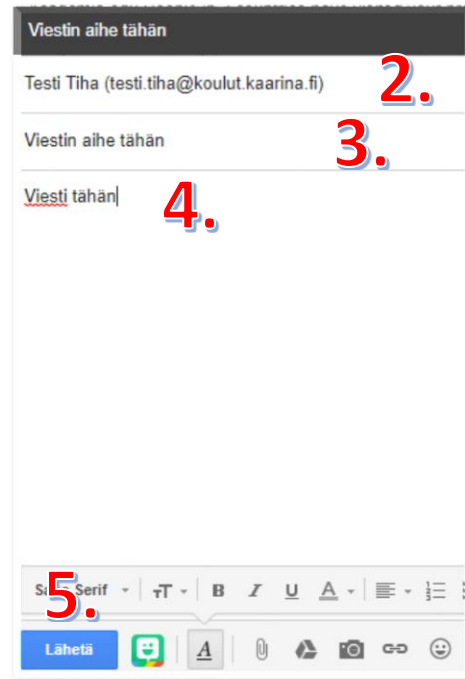 Viestin aihe tähän
Testi Tiha (testi.tiha@koulut.kaarina.fi) 2.
Viestin aihe tähän 3.
Viesti tähän 4.
5.
Serif T B I U A
Lähetä A